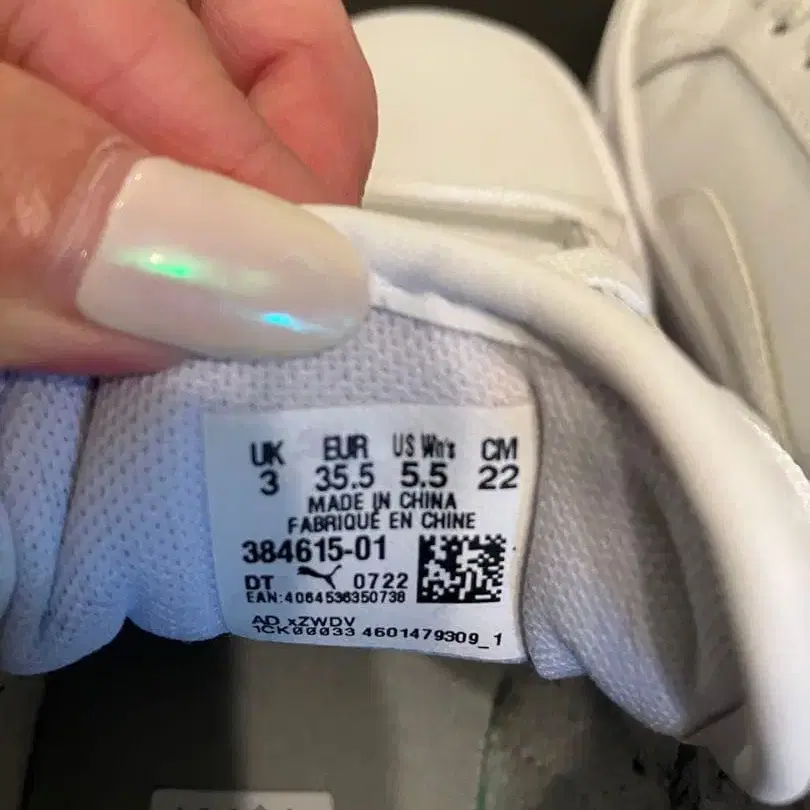 UK EUR US Wn's CM
3 35.5 5.5 22
MADE IN CHINA
FABRIQUÉ EN CHINE
384615-01
DT 0722
EAN:4064536350738
AD xZWDV
1CK00033 4601479309_1